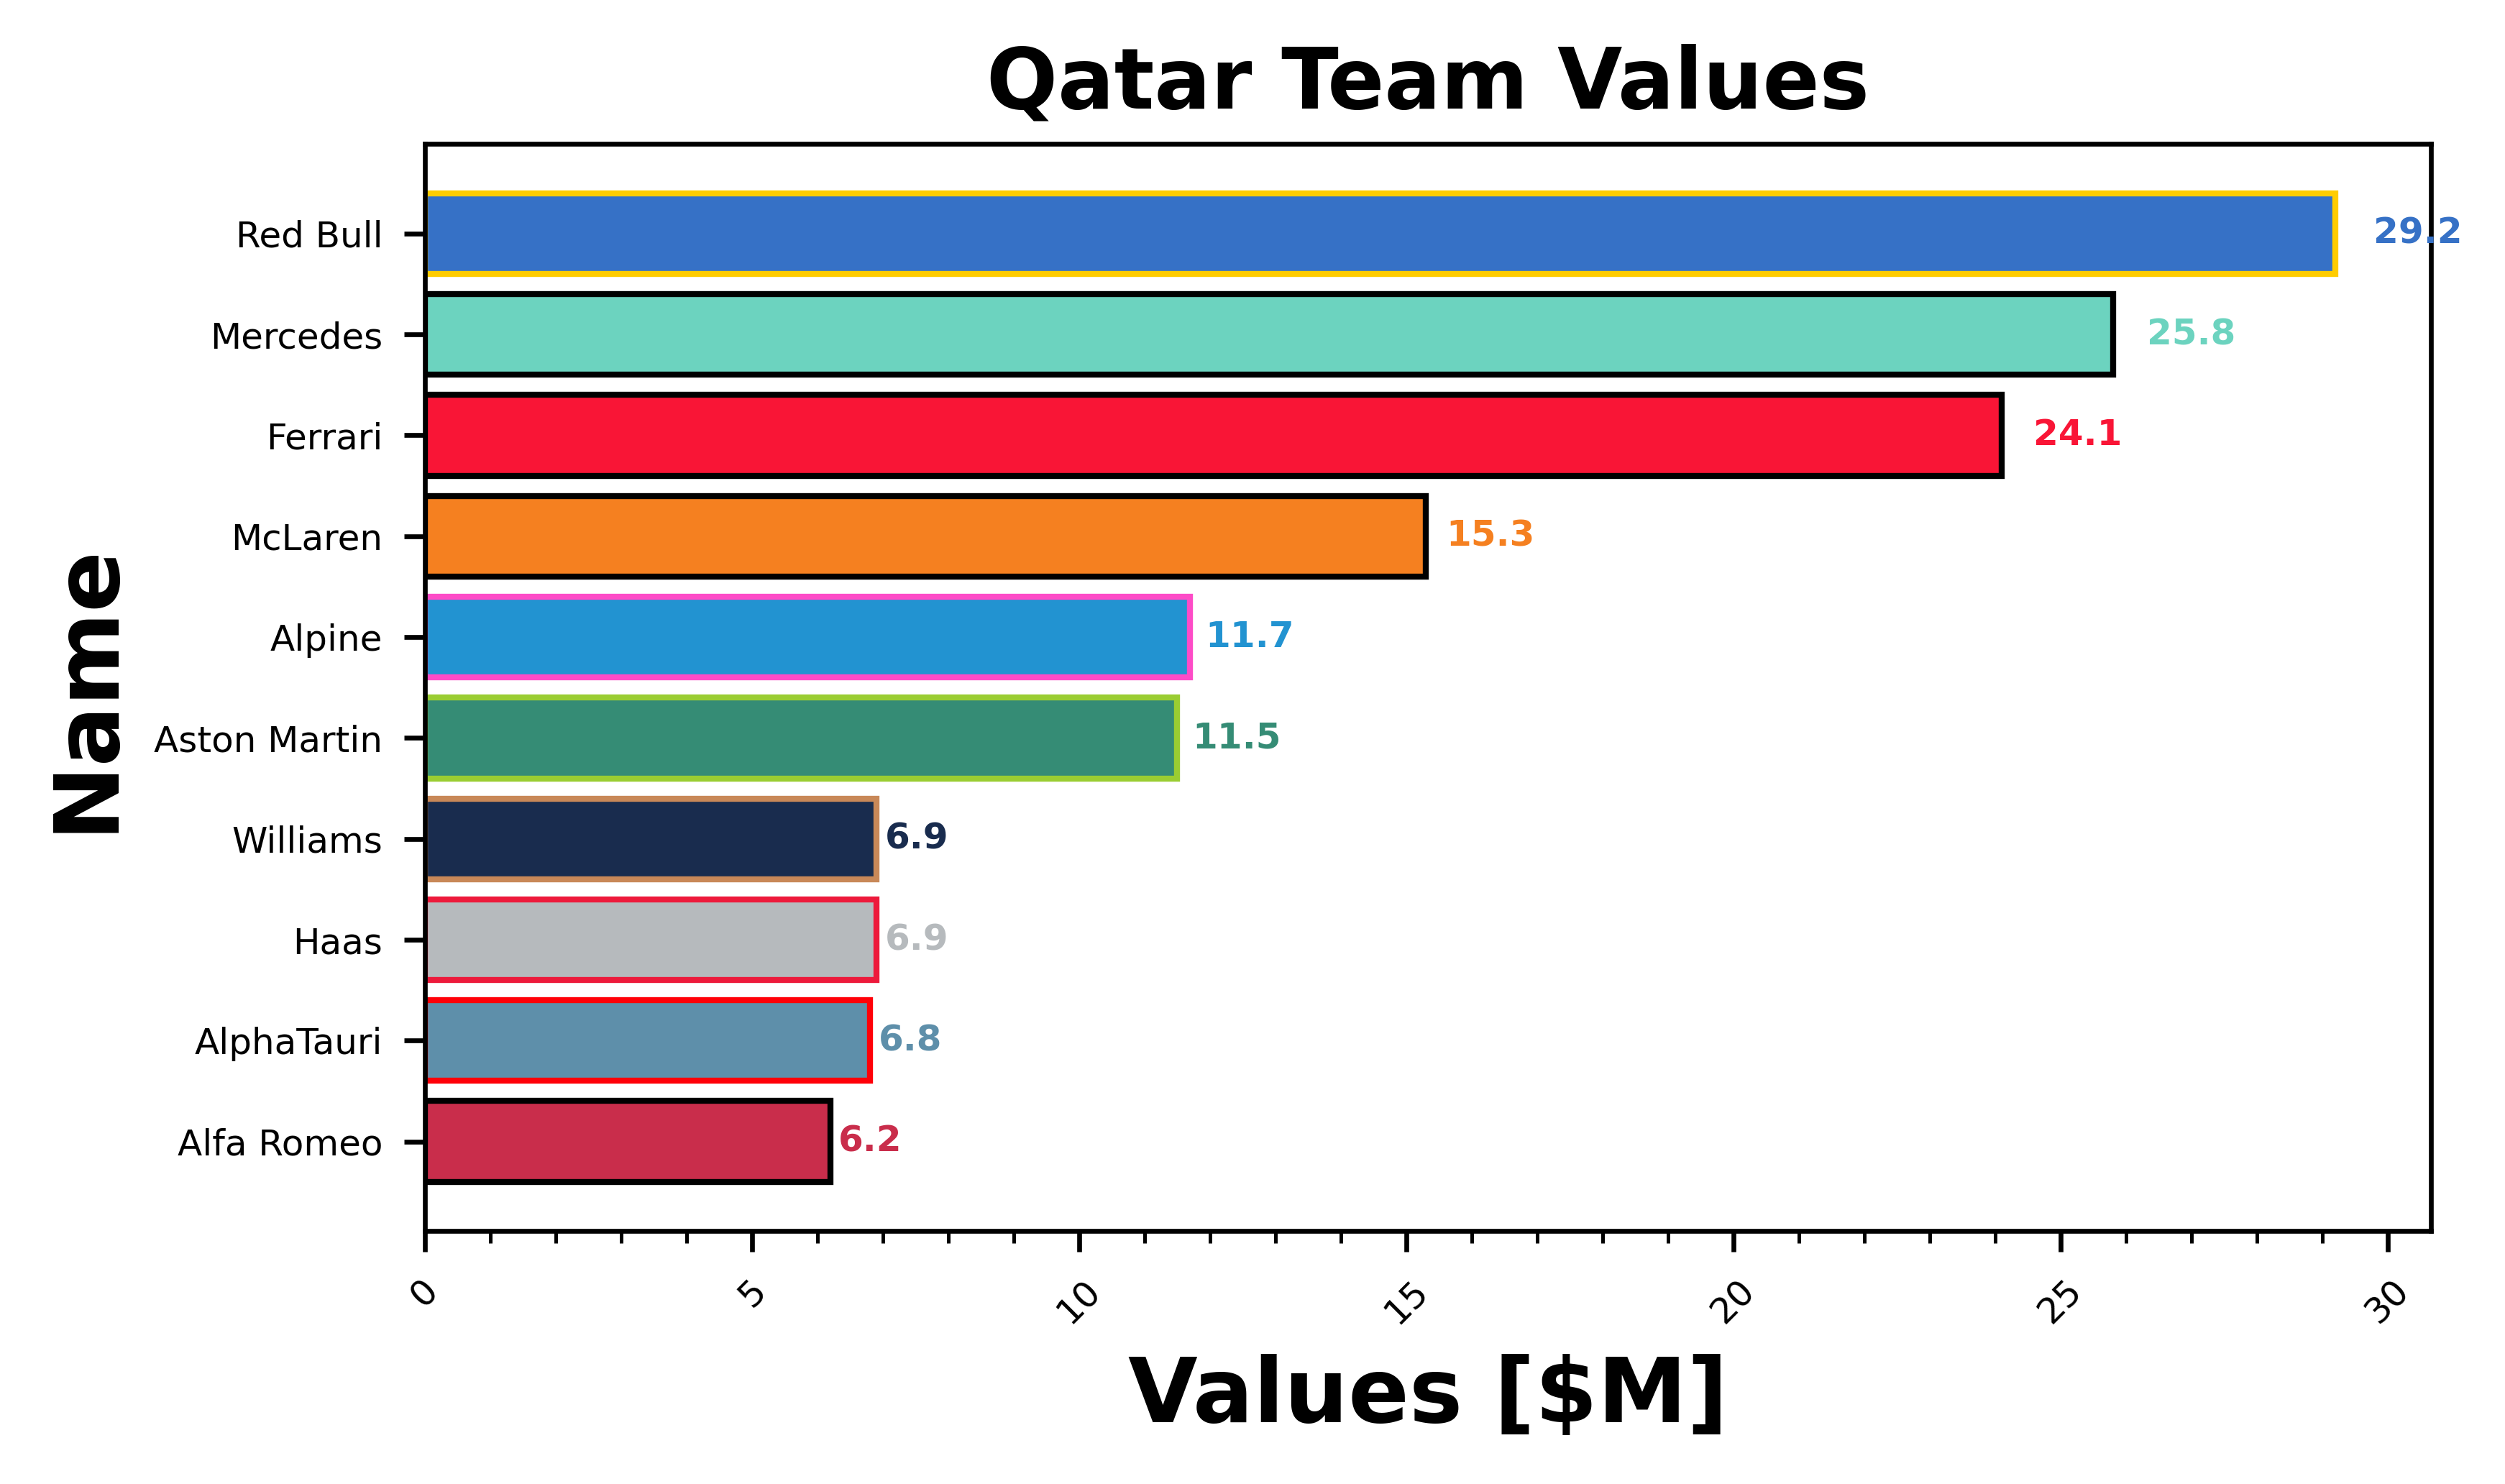 Qatar Team Values
Name
Red Bull 29.2
Mercedes 25.8
Ferrari 24.1
McLaren 15.3
Alpine 11.7
Aston Martin 11.5
Williams 6.9
Haas 6.9
AlphaTauri 6.8
Alfa Romeo 6.2
0 5 10 15 20 25 30
Values [$M]